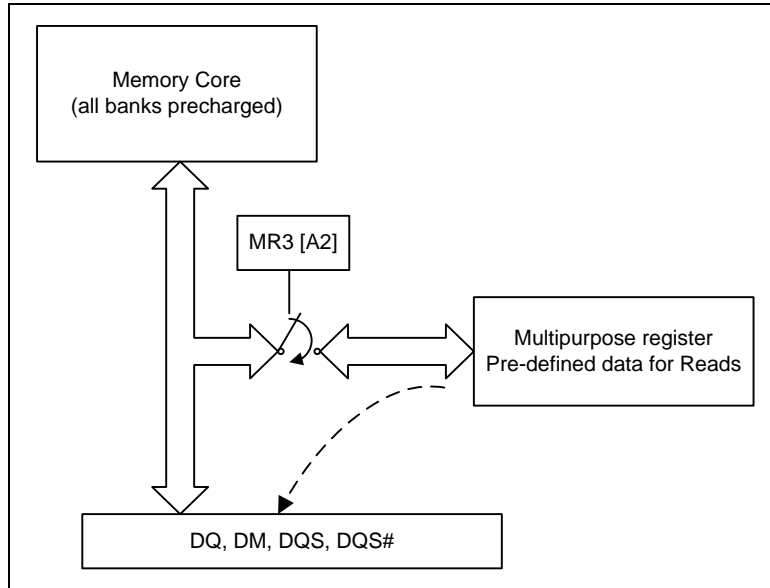 Memory Core
(all banks precharged)
MR3 [A2]
Multipurpose register
Pre-defined data for Reads
DQ, DM, DQS, DQS#